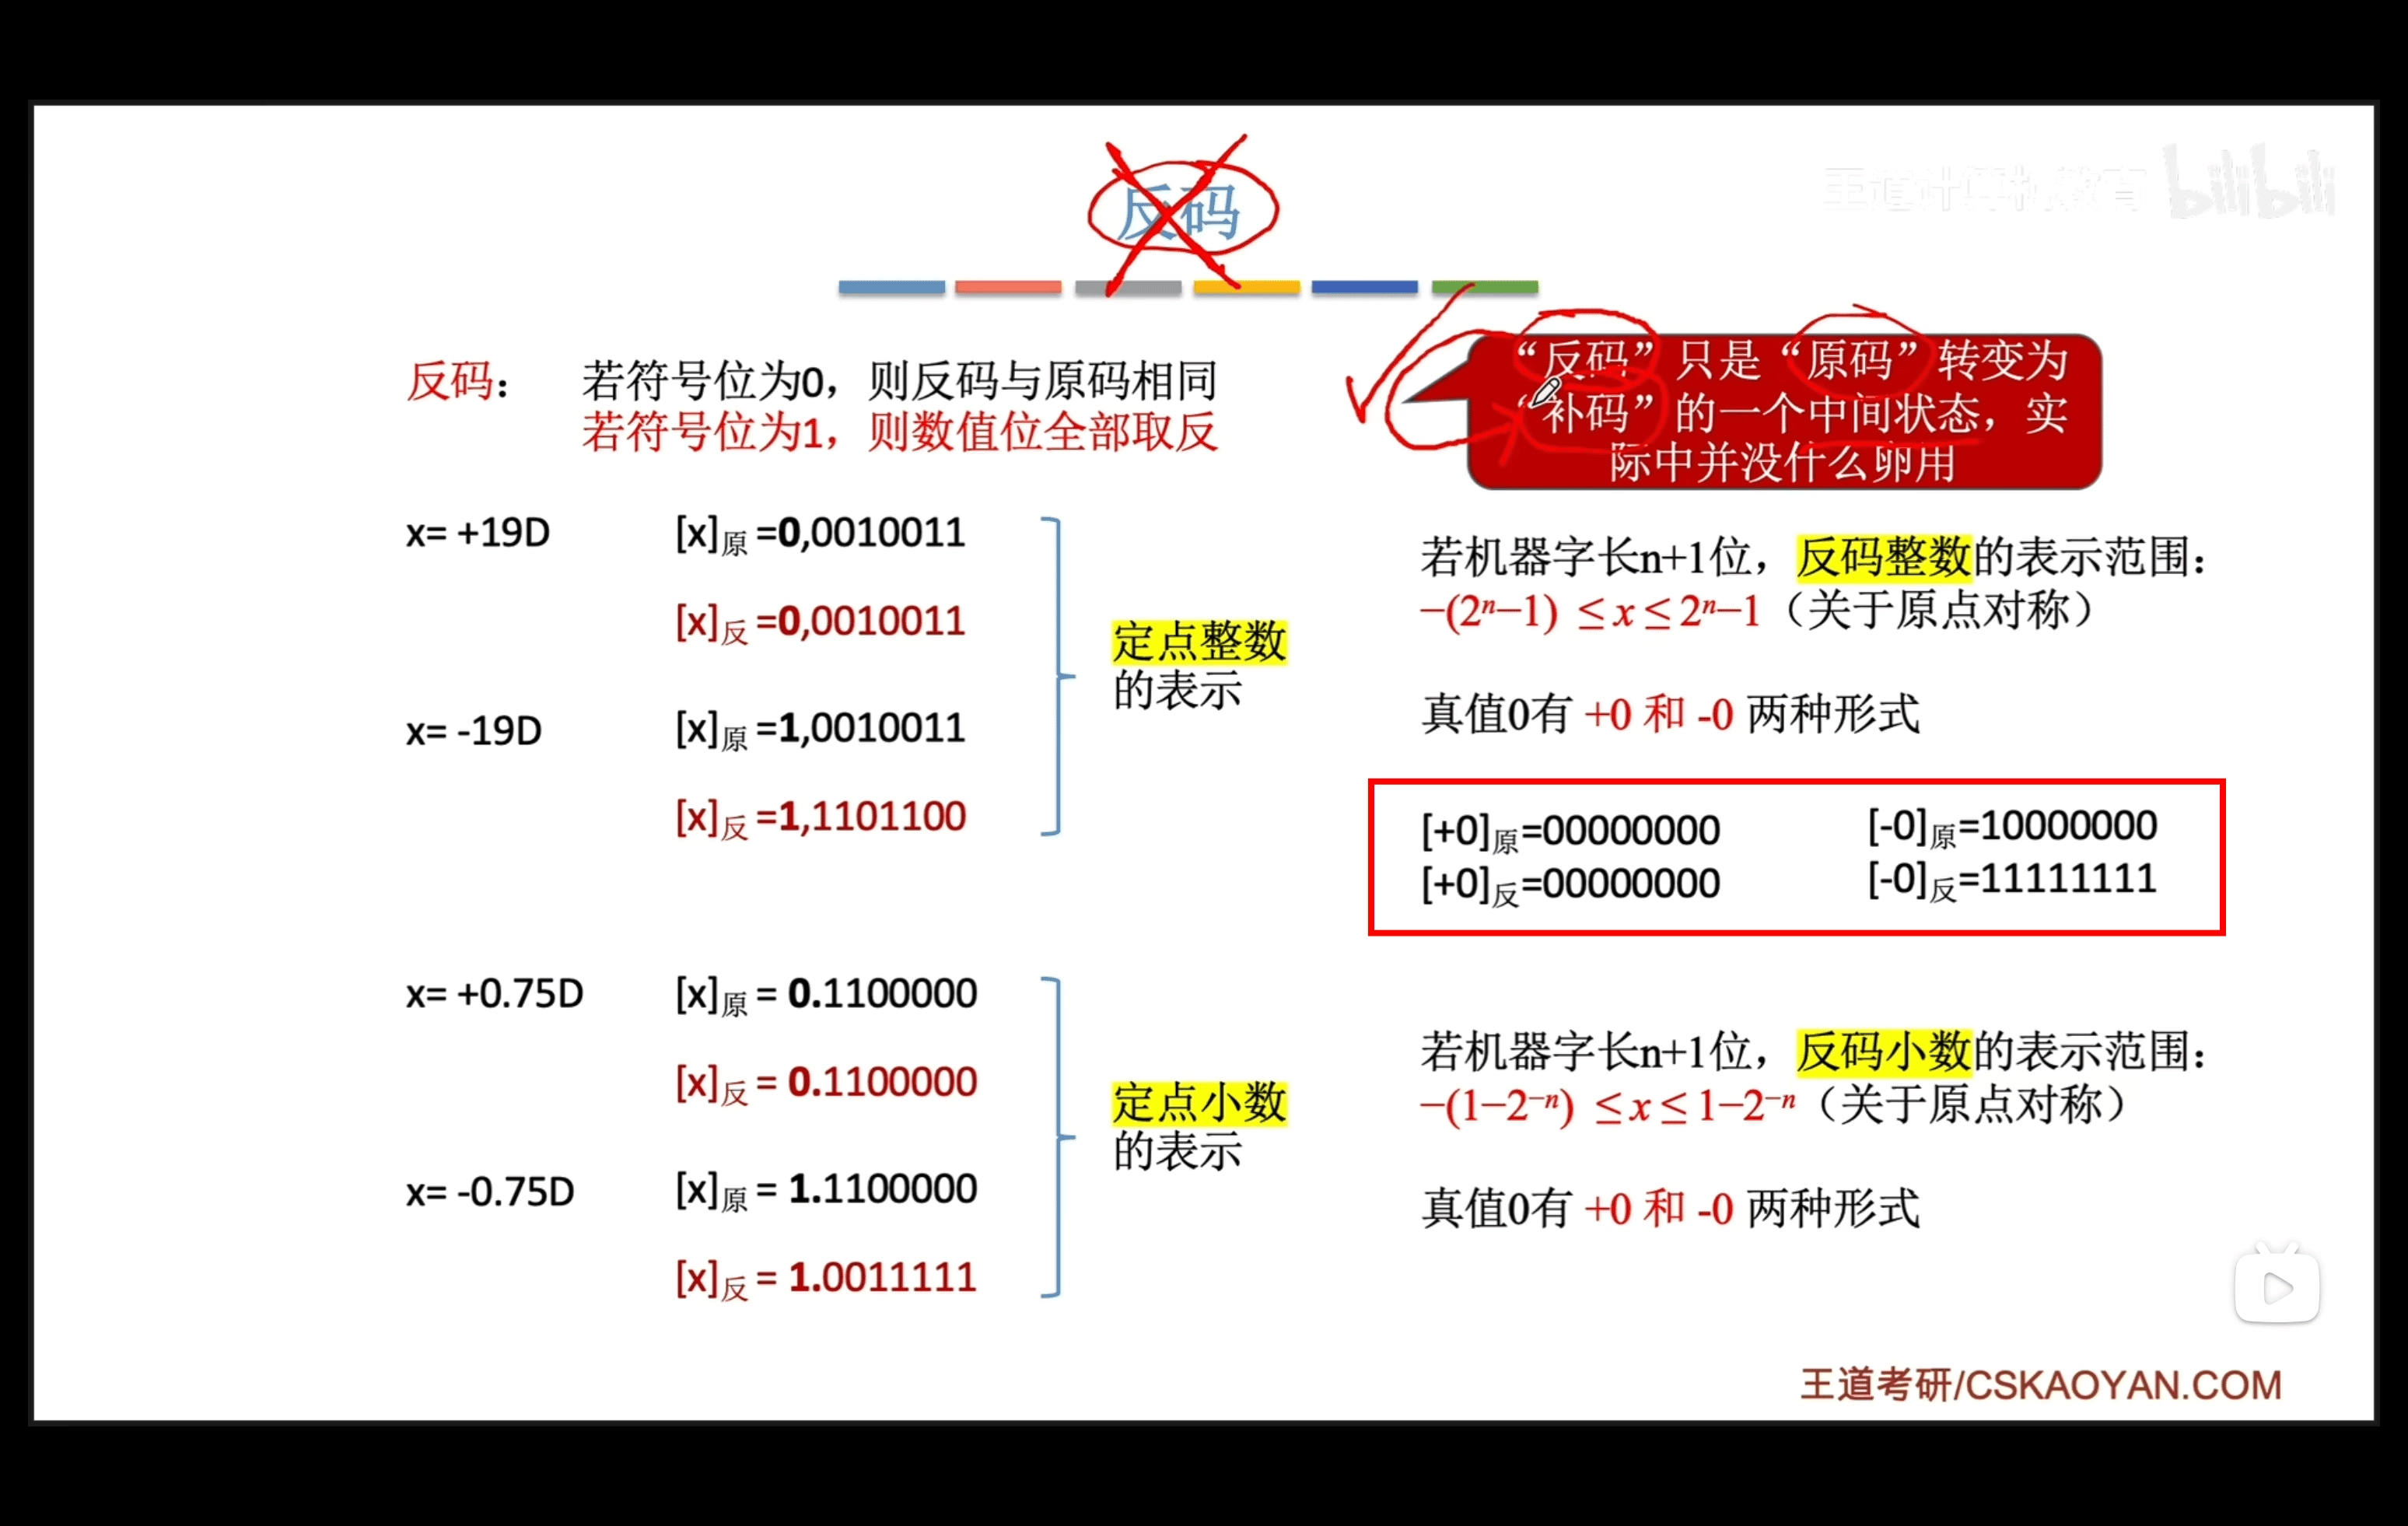 反码
王道计算机教育 bilibili
反码： 若符号位为0，则反码与原码相同
若符号位为1，则数值位全部取反
“反码”只是“原码”转变为
“补码”的一个中间状态，实
际中并没什么卵用
x= +19D [x]原 =0,0010011
[x]反 =0,0010011
x= -19D [x]原 =1,0010011
[x]反 =1,1101100
定点整数
的表示
x= +0.75D [x]原 = 0.1100000
[x]反 = 0.1100000
x= -0.75D [x]原 = 1.1100000
[x]反 = 1.0011111
定点小数
的表示
若机器字长n+1位，反码整数的表示范围：
−(2ⁿ−1) ≤ x ≤ 2ⁿ−1（关于原点对称）
真值0有 +0 和 -0 两种形式
[+0]原=00000000 [-0]原=10000000
[+0]反=00000000 [-0]反=11111111
若机器字长n+1位，反码小数的表示范围：
−(1−2⁻ⁿ) ≤ x ≤ 1−2⁻ⁿ（关于原点对称）
真值0有 +0 和 -0 两种形式
王道考研/CSKAOYAN.COM